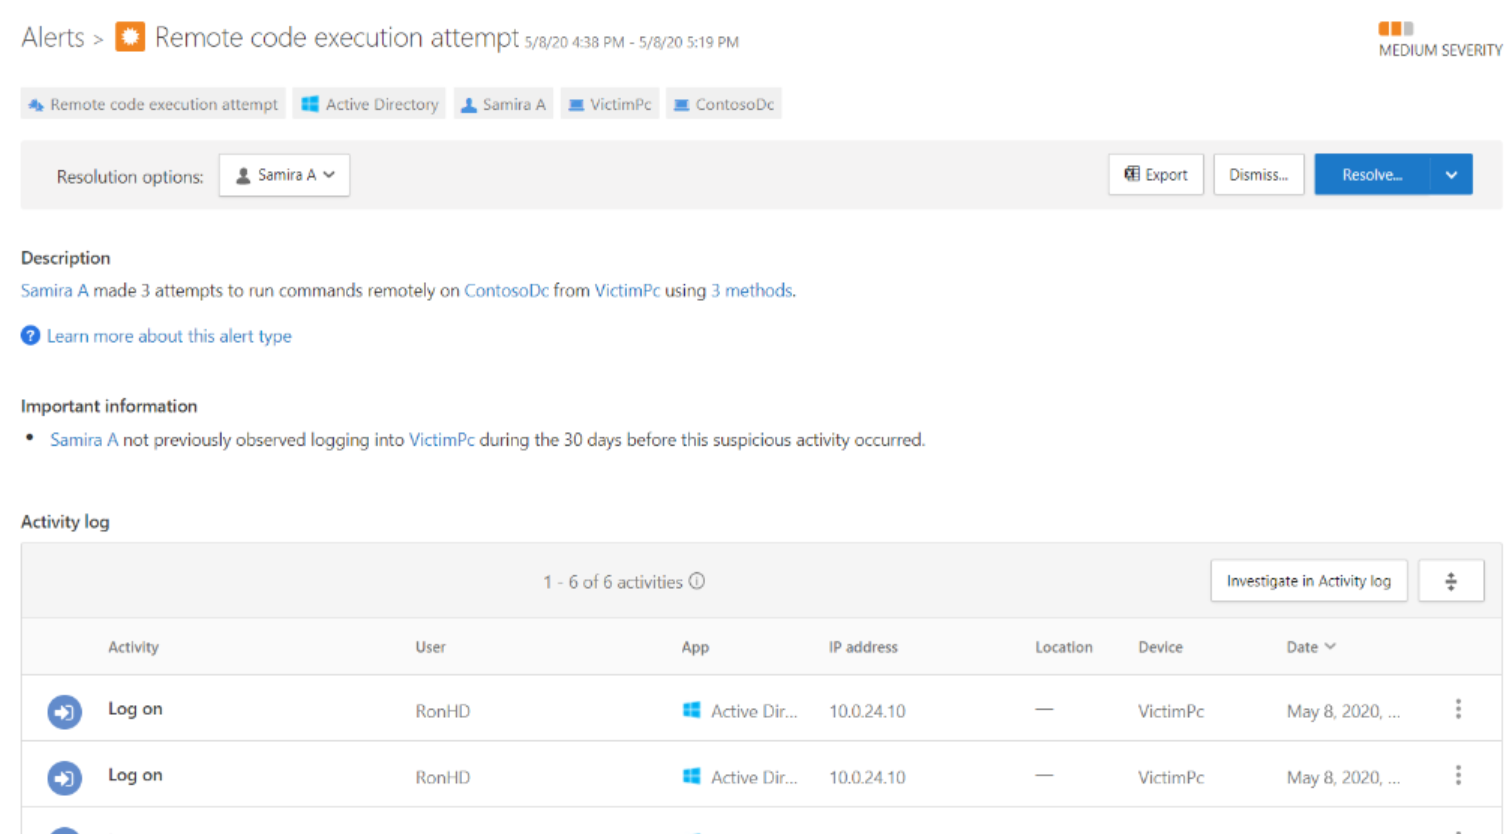 Alerts > Remote code execution attempt 5/8/20 4:38 PM - 5/8/20 5:19 PM
MEDIUM SEVERITY
Remote code execution attempt Active Directory Samira A VictimPc ContosoDc
Resolution options: Samira A Export Dismiss... Resolve...
Description
Samira A made 3 attempts to run commands remotely on ContosoDc from VictimPc using 3 methods.
? Learn more about this alert type
Important information
• Samira A not previously observed logging into VictimPc during the 30 days before this suspicious activity occurred.
Activity log
1 - 6 of 6 activities Investigate in Activity log
Activity User App IP address Location Device Date
Log on RonHD Active Dir... 10.0.24.10 — VictimPc May 8, 2020, ...
Log on RonHD Active Dir... 10.0.24.10 — VictimPc May 8, 2020, ...